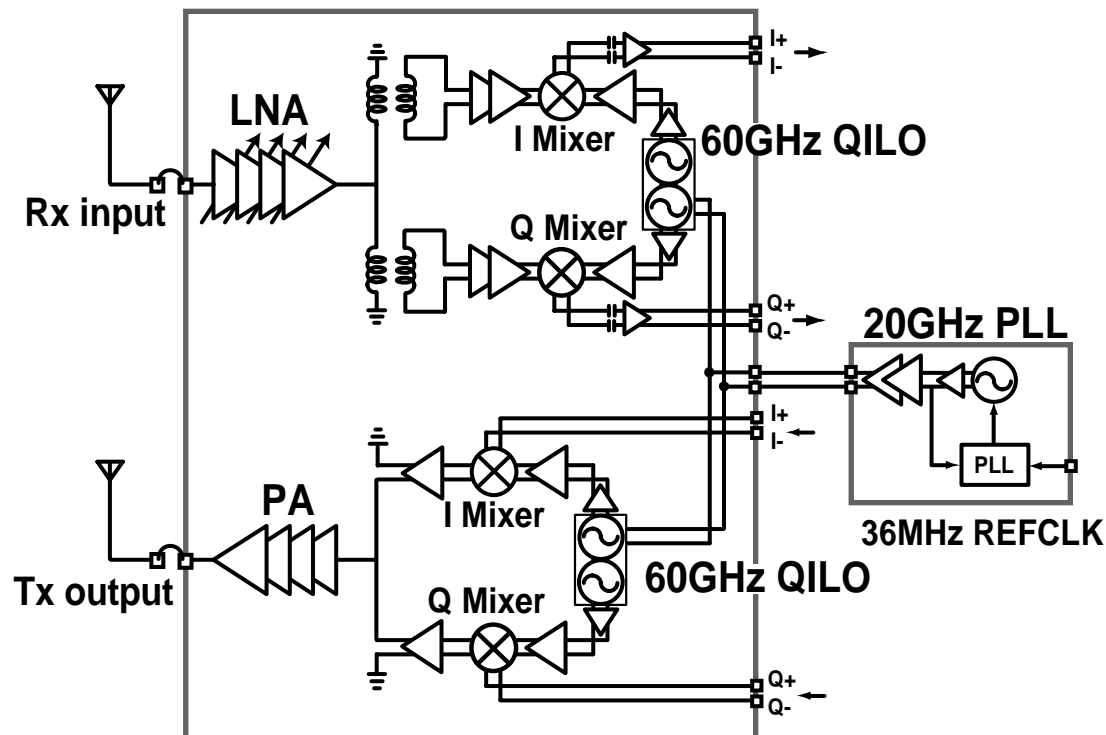 I+
I-
LNA
I Mixer
60GHz QILO
Rx input
Q Mixer
Q+
Q-
20GHz PLL
I+
I-
PLL
PA
I Mixer
36MHz REFCLK
60GHz QILO
Tx output
Q Mixer
Q+
Q-